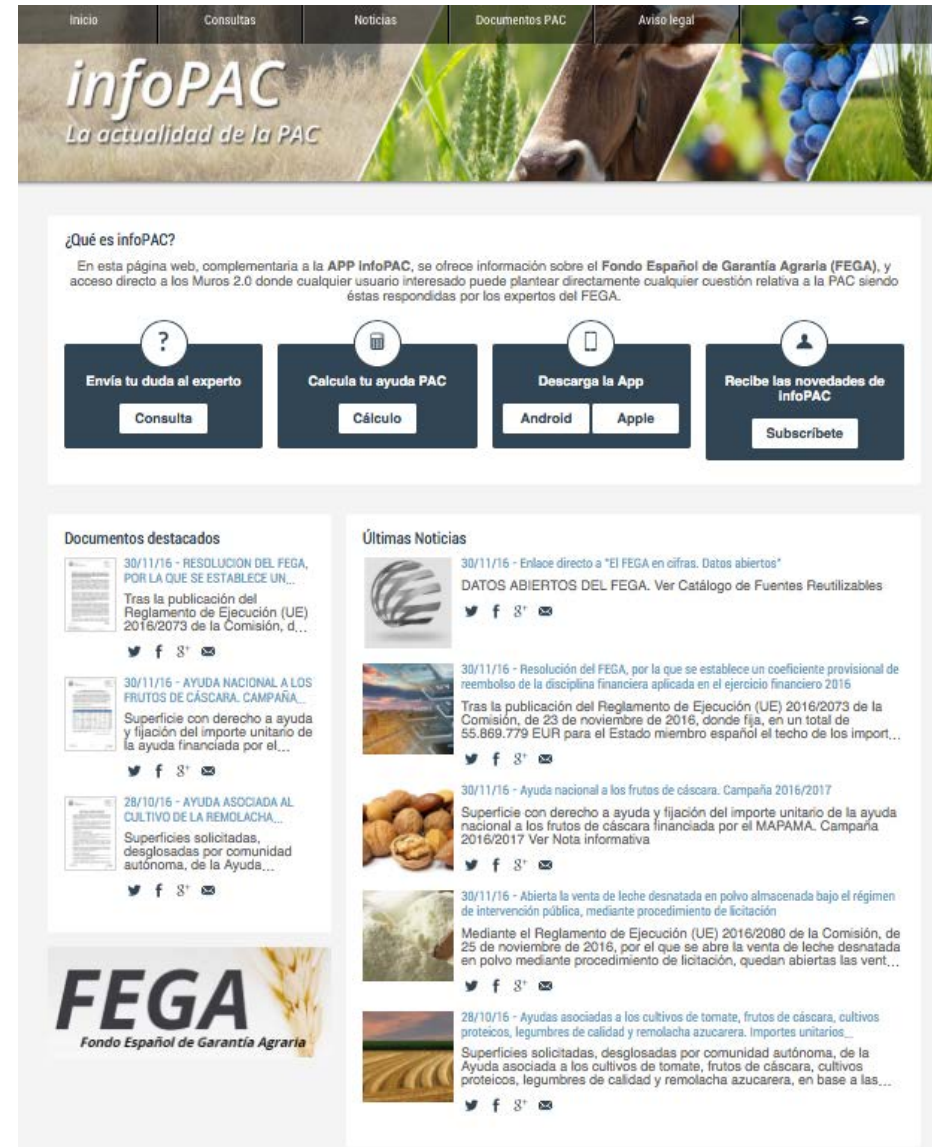 Inicio
Consultas
Noticias
Documentos PAC
Aviso legal
infoPAC
La actualidad de la PAC
¿Qué es infoPAC?
En esta página web, complementaria a la APP InfoPAC, se ofrece información sobre el Fondo Español de Garantía Agraria (FEGA), y
acceso directo a los Muros 2.0 donde cualquier usuario interesado puede plantear directamente cualquier cuestión relativa a la PAC siendo
éstas respondidas por los expertos del FEGA.
?
Envía tu duda al experto
Consulta
Calcula tu ayuda PAC
Cálculo
Descarga la App
Android
Apple
Recibe las novedades de
infoPAC
Subscríbete
Documentos destacados
30/11/16 - RESOLUCION DEL FEGA,
POR LA QUE SE ESTABLECE UN...
Tras la publicación del
Reglamento de Ejecución (UE)
2016/2073 de la Comisión, d...
30/11/16 - AYUDA NACIONAL A LOS
FRUTOS DE CÁSCARA. CAMPAÑA...
Superficie con derecho a ayuda
y fijación del importe unitario de
la ayuda financiada por el...
28/10/16 - AYUDA ASOCIADA AL
CULTIVO DE LA REMOLACHA...
Superficies solicitadas,
desglosadas por comunidad
autónoma, de la Ayuda...
FEGA
Fondo Español de Garantía Agraria
Últimas Noticias
30/11/16 - Enlace directo a "El FEGA en cifras. Datos abiertos"
DATOS ABIERTOS DEL FEGA. Ver Catálogo de Fuentes Reutilizables
30/11/16 - Resolución del FEGA, por la que se establece un coeficiente provisional de
reembolso de la disciplina financiera aplicada en el ejercicio financiero 2016
Tras la publicación del Reglamento de Ejecución (UE) 2016/2073 de la
Comisión, de 23 de noviembre de 2016, donde fija, en un total de
55.869.779 EUR para el Estado miembro español el techo de los import...
30/11/16 - Ayuda nacional a los frutos de cáscara. Campaña 2016/2017
Superficie con derecho a ayuda y fijación del importe unitario de la ayuda
nacional a los frutos de cáscara financiada por el MAPAMA. Campaña
2016/2017 Ver Nota informativa
30/11/16 - Abierta la venta de leche desnatada en polvo almacenada bajo el régimen
de intervención pública, mediante procedimiento de licitación
Mediante el Reglamento de Ejecución (UE) 2016/2080 de la Comisión, de
25 de noviembre de 2016, por el que se abre la venta de leche desnatada
en polvo mediante procedimiento de licitación, quedan abiertas las vent...
28/10/16 - Ayudas asociadas a los cultivos de tomate, frutos de cáscara, cultivos
proteicos, legumbres de calidad y remolacha azucarera. Importes unitarios...
Superficies solicitadas, desglosadas por comunidad autónoma, de la
Ayuda asociada a los cultivos de tomate, frutos de cáscara, cultivos
proteicos, legumbres de calidad y remolacha azucarera, en base a las...